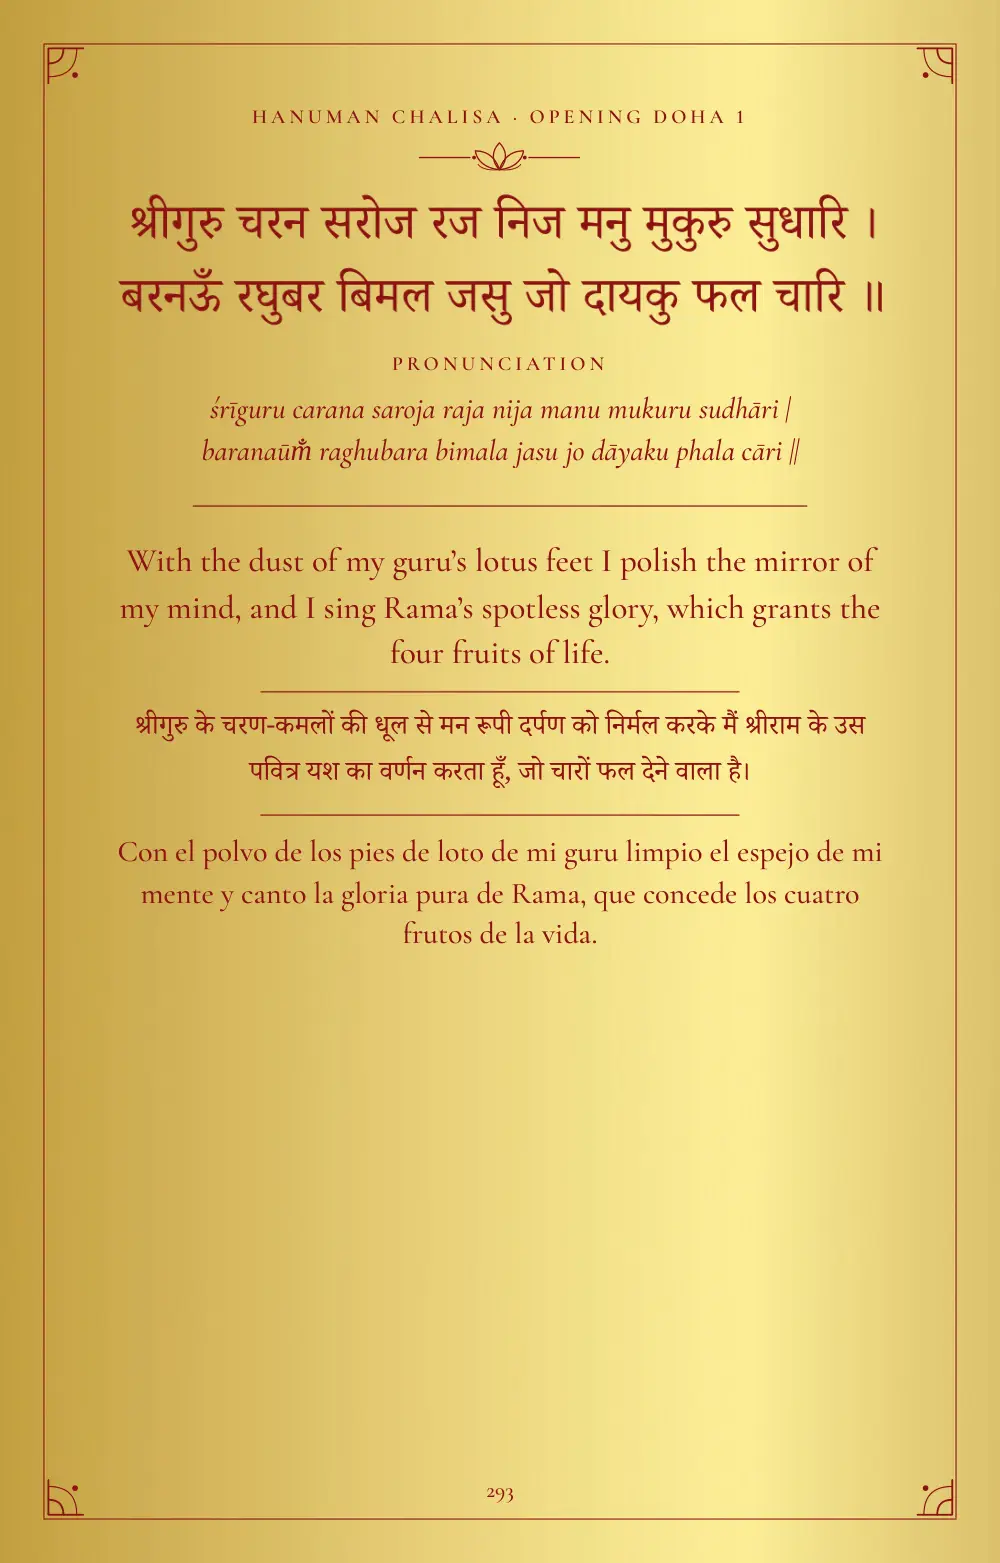 HANUMAN CHALISA · OPENING DOHA 1
श्रीगुरु चरन सरोज रज निज मनु मुकुरु सुधारि ।
बरनऊँ रघुबर बिमल जसु जो दायकु फल चारि ॥
PRONUNCIATION
śrīguru carana saroja raja nija manu mukuru sudhāri |
baranaūm̐ raghubara bimala jasu jo dāyaku phala cāri ||
With the dust of my guru’s lotus feet I polish the mirror of
my mind, and I sing Rama’s spotless glory, which grants the
four fruits of life.
श्रीगुरु के चरण-कमलों की धूल से मन रूपी दर्पण को निर्मल करके मैं श्रीराम के उस
पवित्र यश का वर्णन करता हूँ, जो चारों फल देने वाला है।
Con el polvo de los pies de loto de mi guru limpio el espejo de mi
mente y canto la gloria pura de Rama, que concede los cuatro
frutos de la vida.
293